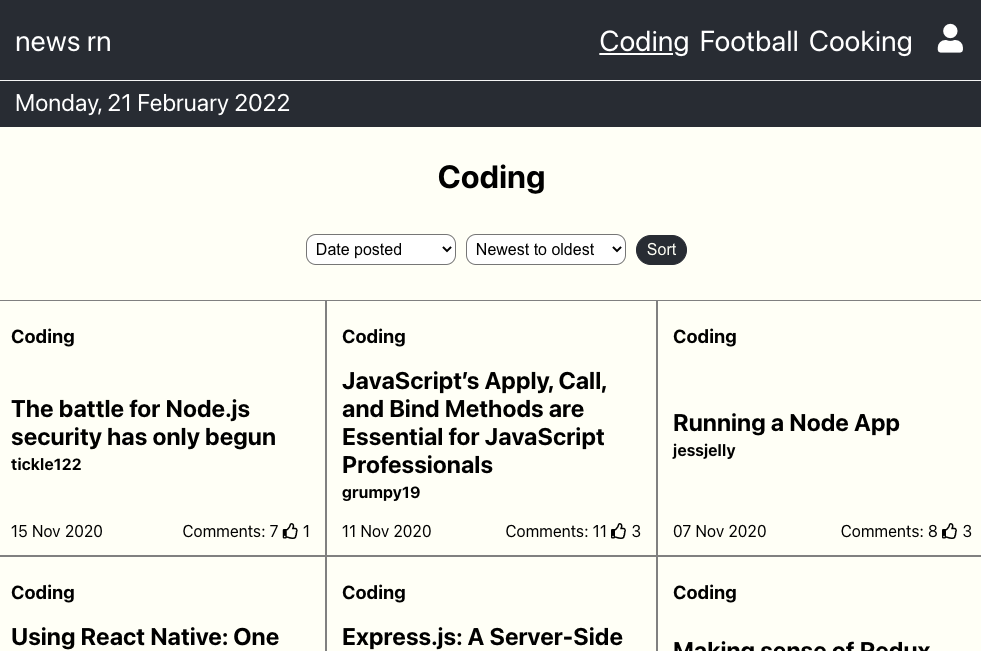 news rn
Coding Football Cooking
Monday, 21 February 2022
Coding
Date posted Newest to oldest Sort
Coding
The battle for Node.js
security has only begun
tickle122
15 Nov 2020 Comments: 7 1
Coding
JavaScript’s Apply, Call,
and Bind Methods are
Essential for JavaScript
Professionals
grumpy19
11 Nov 2020 Comments: 11 3
Coding
Running a Node App
jessjelly
07 Nov 2020 Comments: 8 3
Coding
Using React Native: One
Coding
Express.js: A Server-Side
Coding
Making sense of Redux